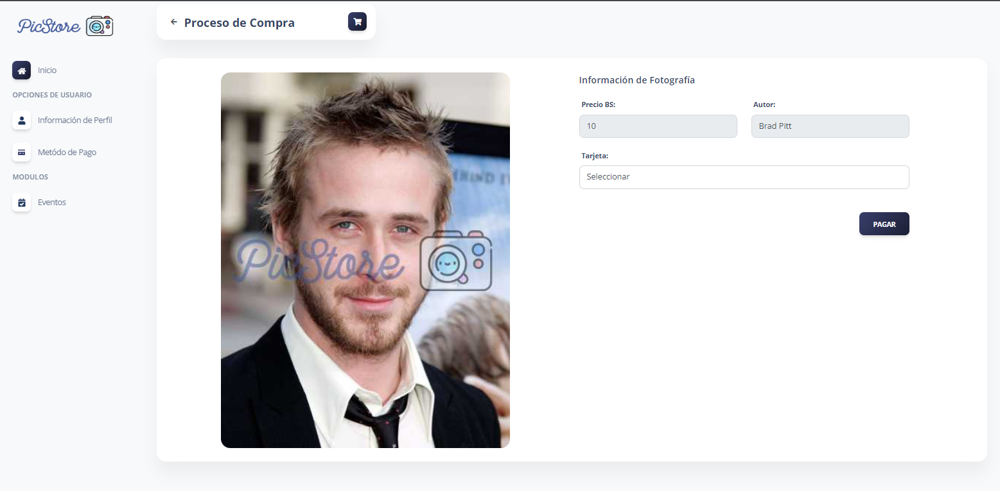 PicStore
Proceso de Compra
Inicio
OPCIONES DE USUARIO
Información de Perfil
Metódo de Pago
MODULOS
Eventos
HIND
PicStore
Información de Fotografía
Precio BS:
Autor:
10
Brad Pitt
Tarjeta:
Seleccionar
PAGAR